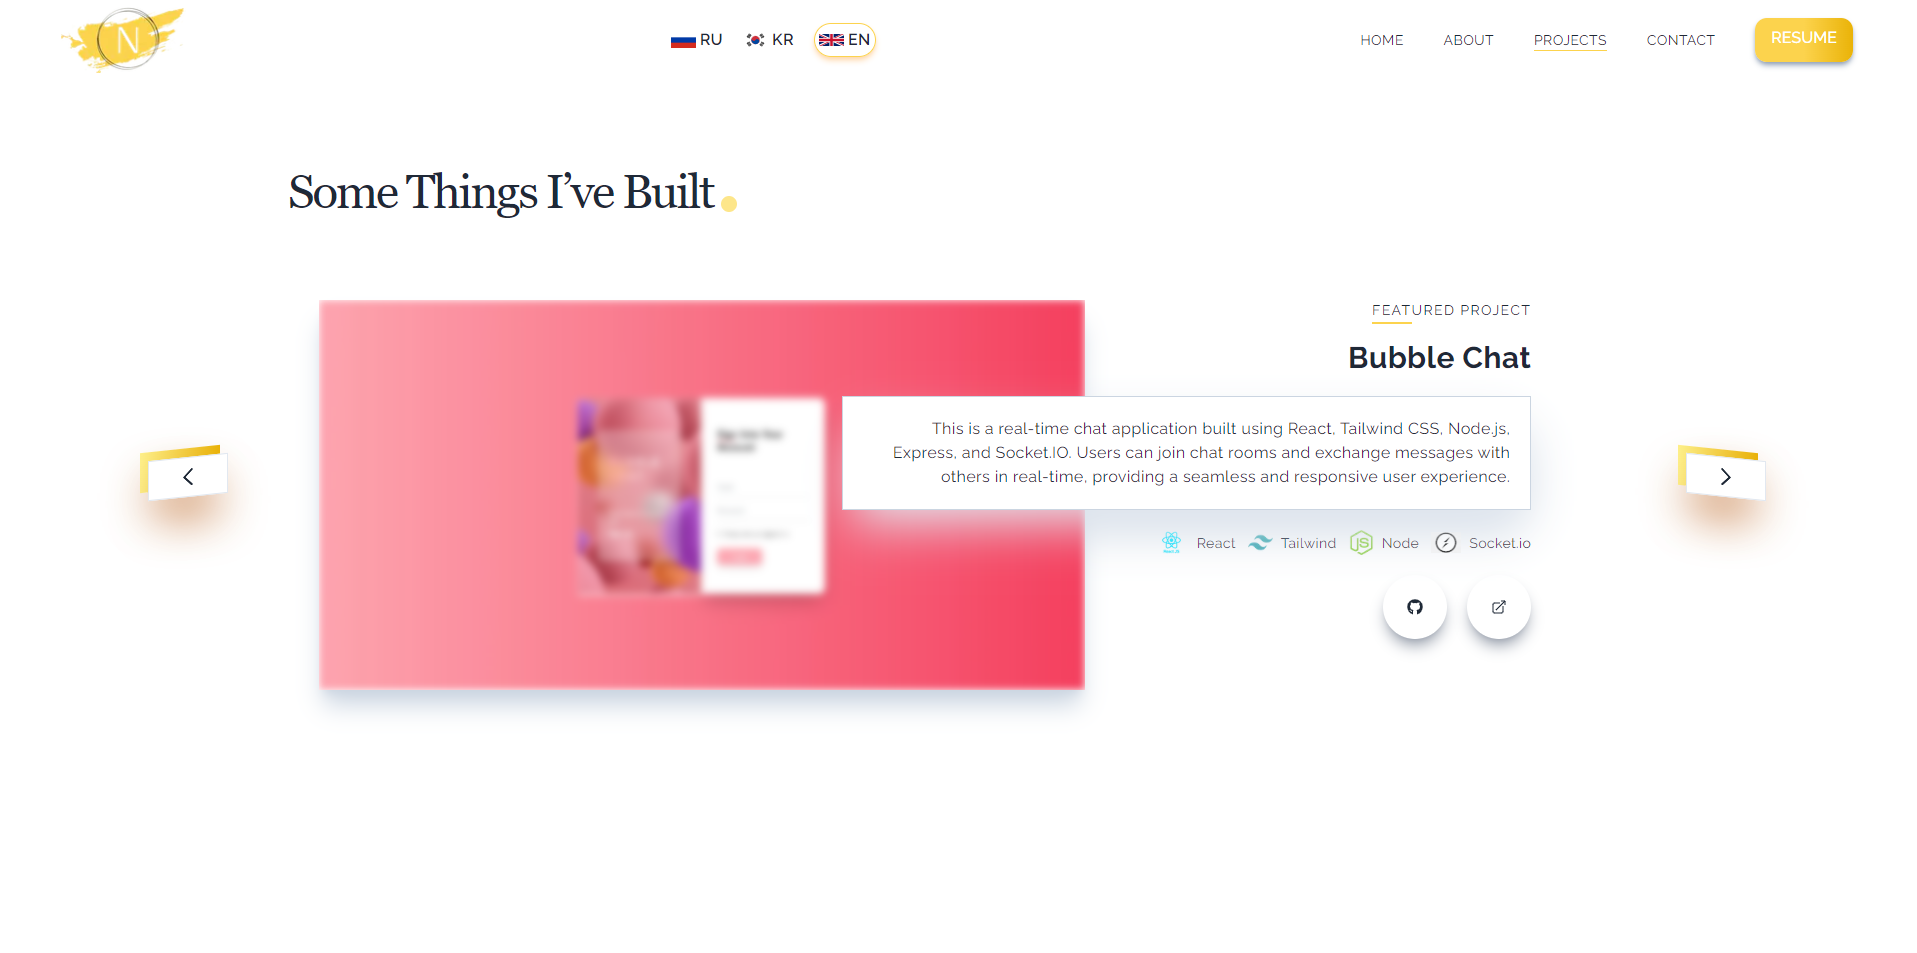 N
RU
KR
EN
HOME
ABOUT
PROJECTS
CONTACT
RESUME
Some Things I’ve Built
FEATURED PROJECT
Bubble Chat
This is a real-time chat application built using React, Tailwind CSS, Node.js,
Express, and Socket.IO. Users can join chat rooms and exchange messages with
others in real-time, providing a seamless and responsive user experience.
React
Tailwind
JS
Node
Socket.io